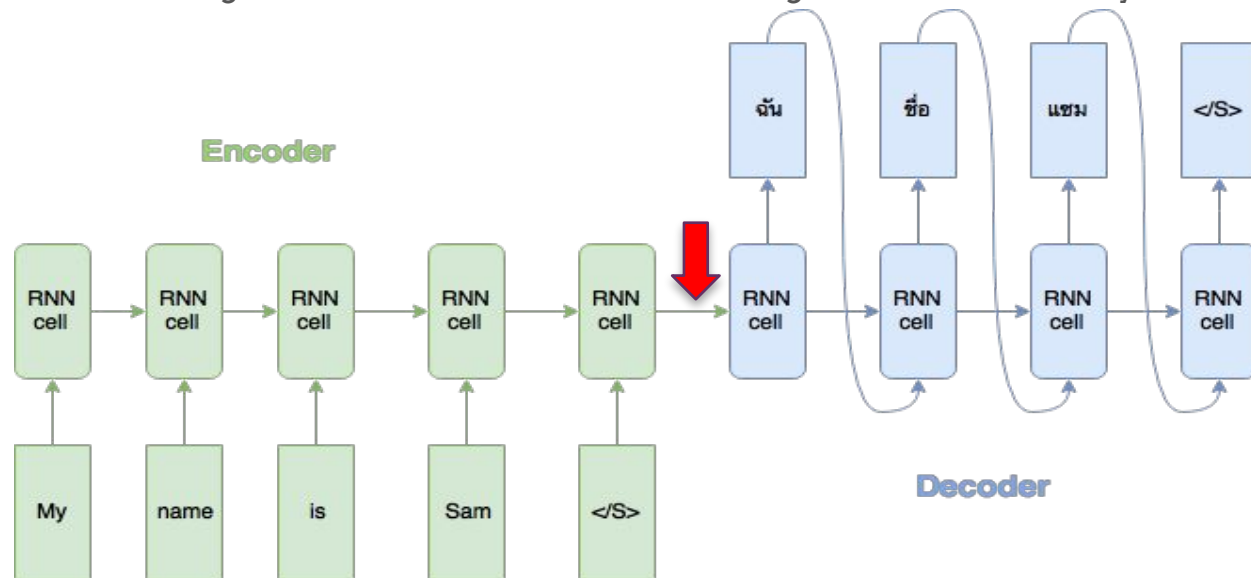 Encoder
ฉัน
ชื่อ
แซม
</S>
RNN
cell
RNN
cell
RNN
cell
RNN
cell
RNN
cell
RNN
cell
RNN
cell
RNN
cell
RNN
cell
My
name
is
Sam
</S>
Decoder